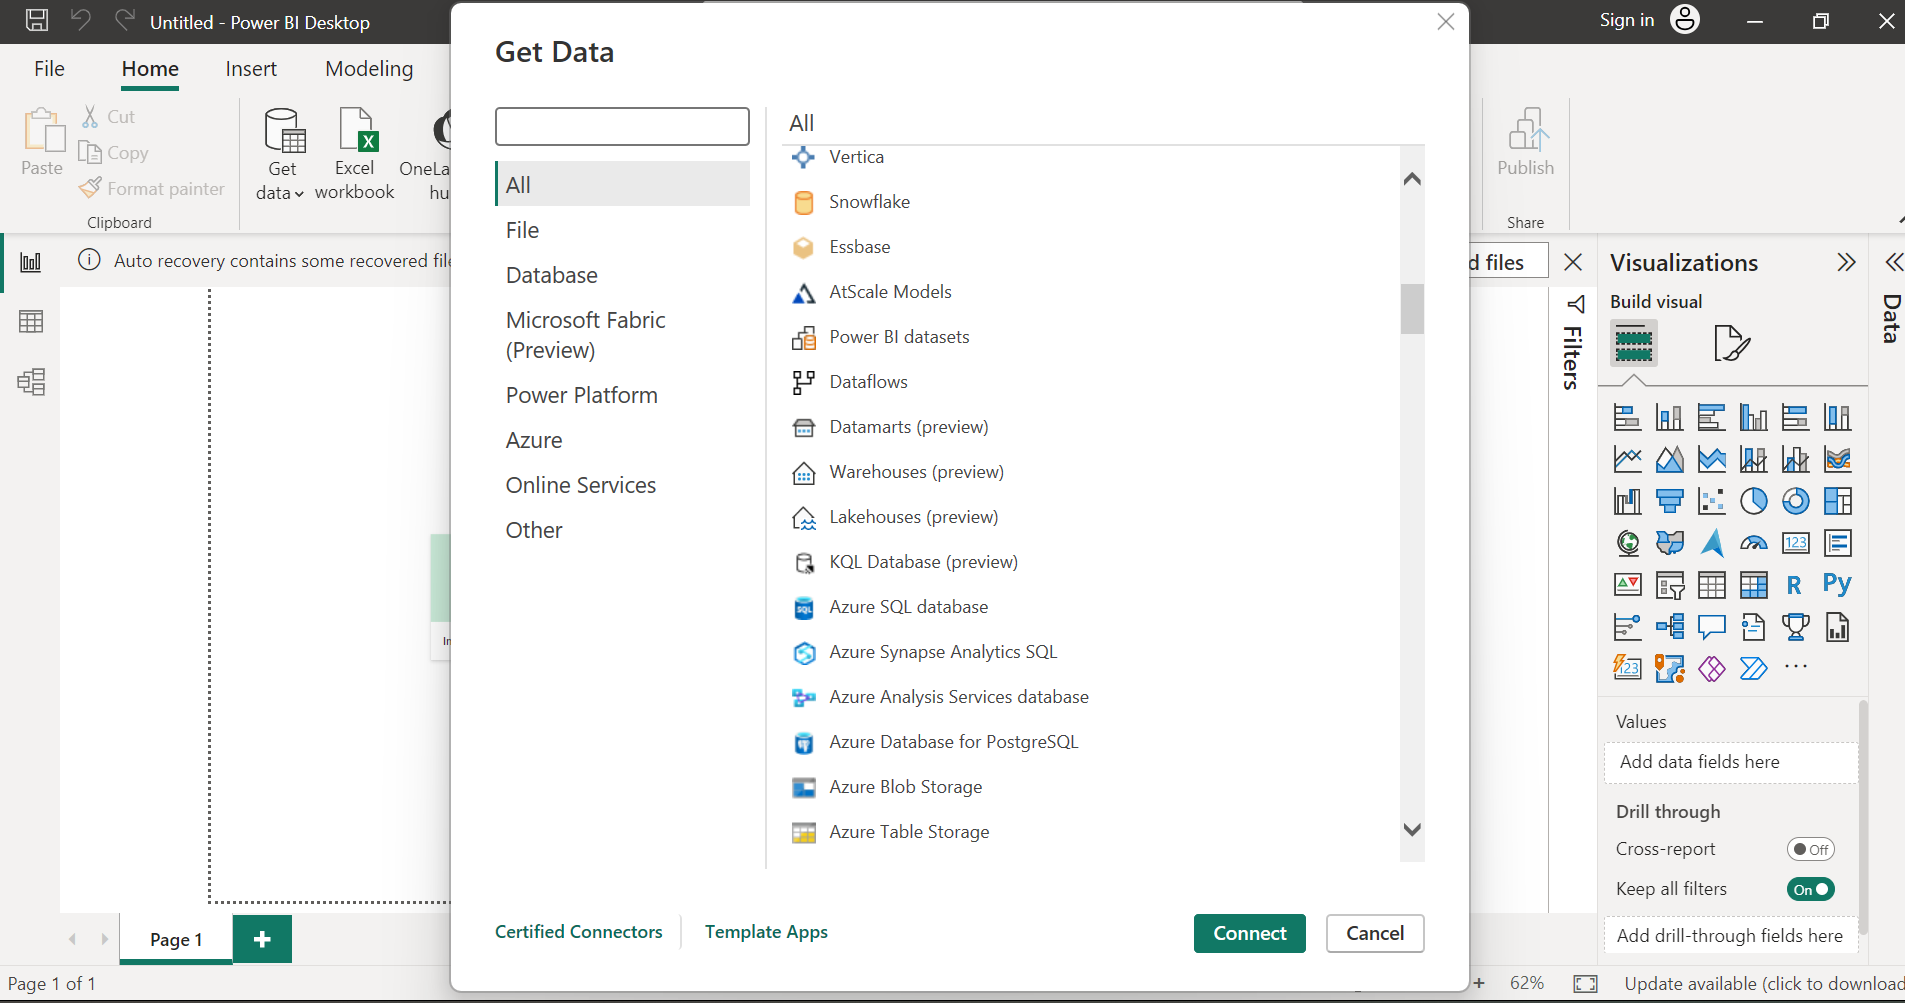 Untitled - Power BI Desktop
Sign in
File
Home
Insert
Modeling
Paste
Cut
Copy
Format painter
Clipboard
Get
data
Excel
workbook
OneLa
hu
Publish
Share
Auto recovery contains some recovered file
d files
Get Data
All
File
Database
Microsoft Fabric
(Preview)
Power Platform
Azure
Online Services
Other
All
Vertica
Snowflake
Essbase
AtScale Models
Power BI datasets
Dataflows
Datamarts (preview)
Warehouses (preview)
Lakehouses (preview)
KQL Database (preview)
Azure SQL database
Azure Synapse Analytics SQL
Azure Analysis Services database
Azure Database for PostgreSQL
Azure Blob Storage
Azure Table Storage
Certified Connectors
Template Apps
Connect
Cancel
Filters
Visualizations
Build visual
123
R
Py
123
Values
Add data fields here
Drill through
Cross-report
Off
Keep all filters
On
Add drill-through fields here
Data
Page 1
Page 1 of 1
62%
Update available (click to download